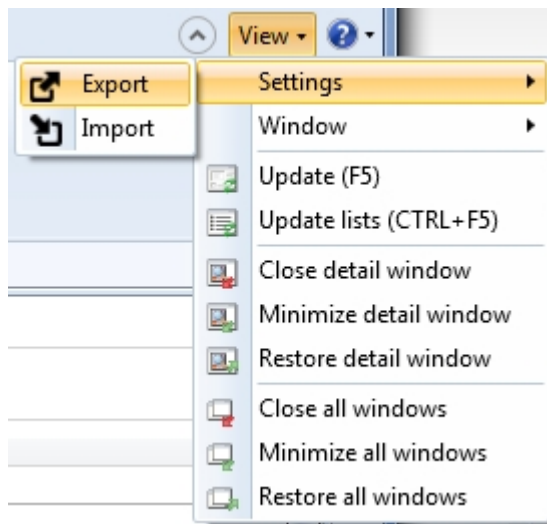 View
Export
Settings
Import
Window
Update (F5)
Update lists (CTRL+F5)
Close detail window
Minimize detail window
Restore detail window
Close all windows
Minimize all windows
Restore all windows